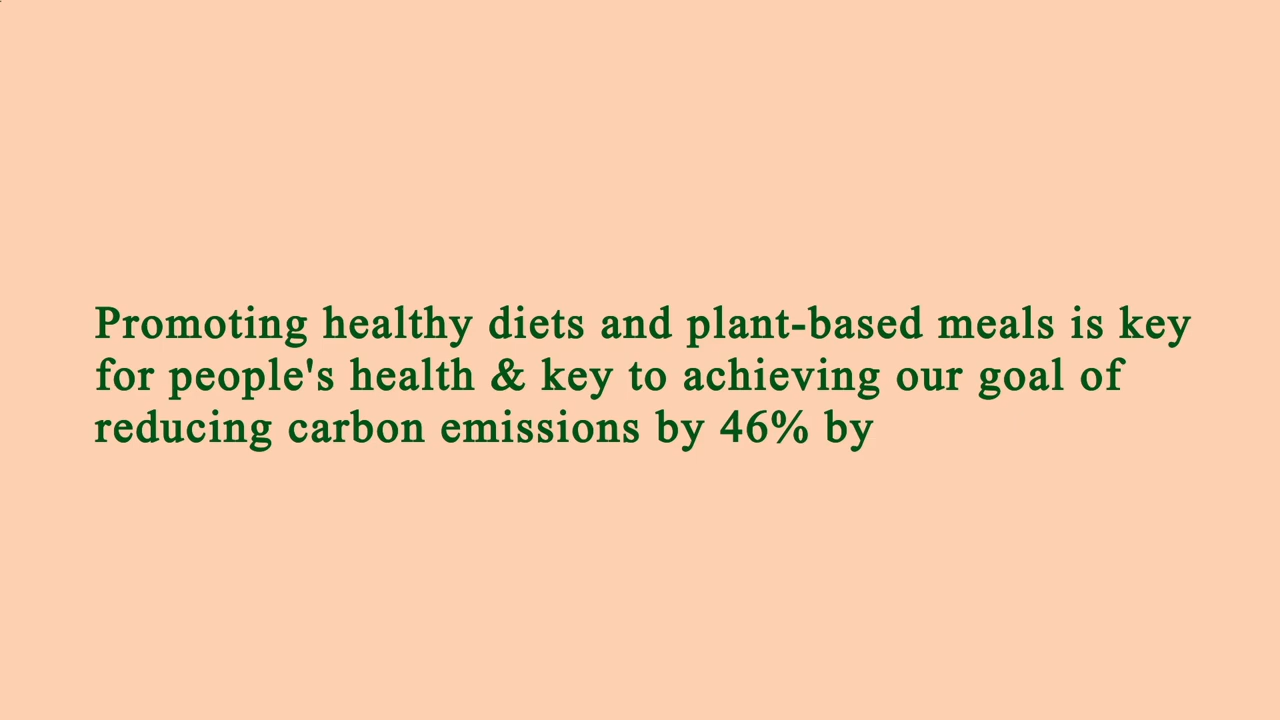 Promoting healthy diets and plant-based meals is key
for people's health & key to achieving our goal of
reducing carbon emissions by 46% by